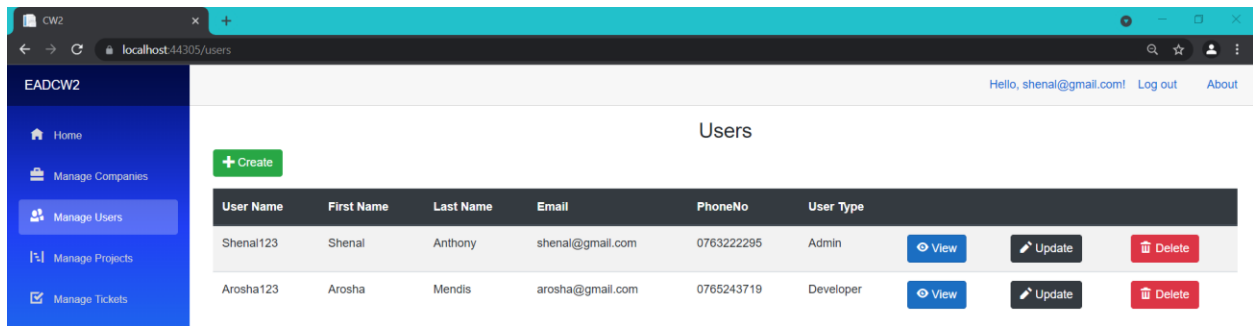 CW2
localhost:44305/users
EADCW2
Hello, shenal@gmail.com! Log out About
Home
Manage Companies
Manage Users
Manage Projects
Manage Tickets
Users
Create
User Name First Name Last Name Email PhoneNo User Type
Shenal123 Shenal Anthony shenal@gmail.com 0763222295 Admin View Update Delete
Arosha123 Arosha Mendis arosha@gmail.com 0765243719 Developer View Update Delete